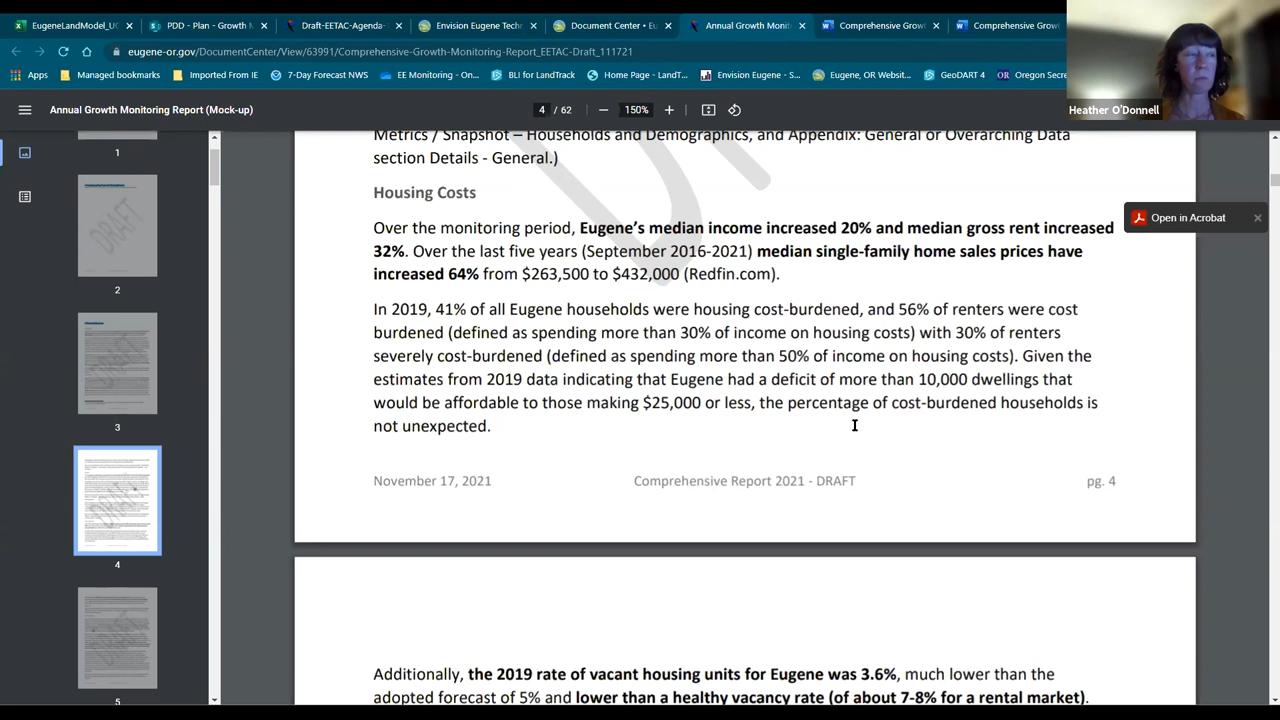 EugeneLandModel_UG
PDD - Plan - Growth M
Draft-EETAC-Agenda-
Envision Eugene Tech
Document Center • Eu
Annual Growth Monit
Comprehensive Growt
Comprehensive Grow
eugene-or.gov/DocumentCenter/View/63991/Comprehensive-Growth-Monitoring-Report_EETAC-Draft_111721
Apps
Managed bookmarks
Imported From IE
7-Day Forecast NWS
EE Monitoring - On...
BLI for LandTrack
Home Page - LandT...
Envision Eugene - S...
Eugene, OR Website...
GeoDART 4
Oregon Secre
Heather O'Donnell
Annual Growth Monitoring Report (Mock-up)
4 / 62
150%
Open in Acrobat
1
2
3
4
5
Metrics / Snapshot – Households and Demographics, and Appendix: General or Overarching Data
section Details - General.)
Housing Costs
Over the monitoring period, Eugene's median income increased 20% and median gross rent increased
32%. Over the last five years (September 2016-2021) median single-family home sales prices have
increased 64% from $263,500 to $432,000 (Redfin.com).
In 2019, 41% of all Eugene households were housing cost-burdened, and 56% of renters were cost
burdened (defined as spending more than 30% of income on housing costs) with 30% of renters
severely cost-burdened (defined as spending more than 50% of income on housing costs). Given the
estimates from 2019 data indicating that Eugene had a deficit of more than 10,000 dwellings that
would be affordable to those making $25,000 or less, the percentage of cost-burdened households is
not unexpected.
November 17, 2021
Comprehensive Report 2021 - DRAFT
pg. 4
Additionally, the 2019 rate of vacant housing units for Eugene was 3.6%, much lower than the
adopted forecast of 5% and lower than a healthy vacancy rate (of about 7-8% for a rental market).